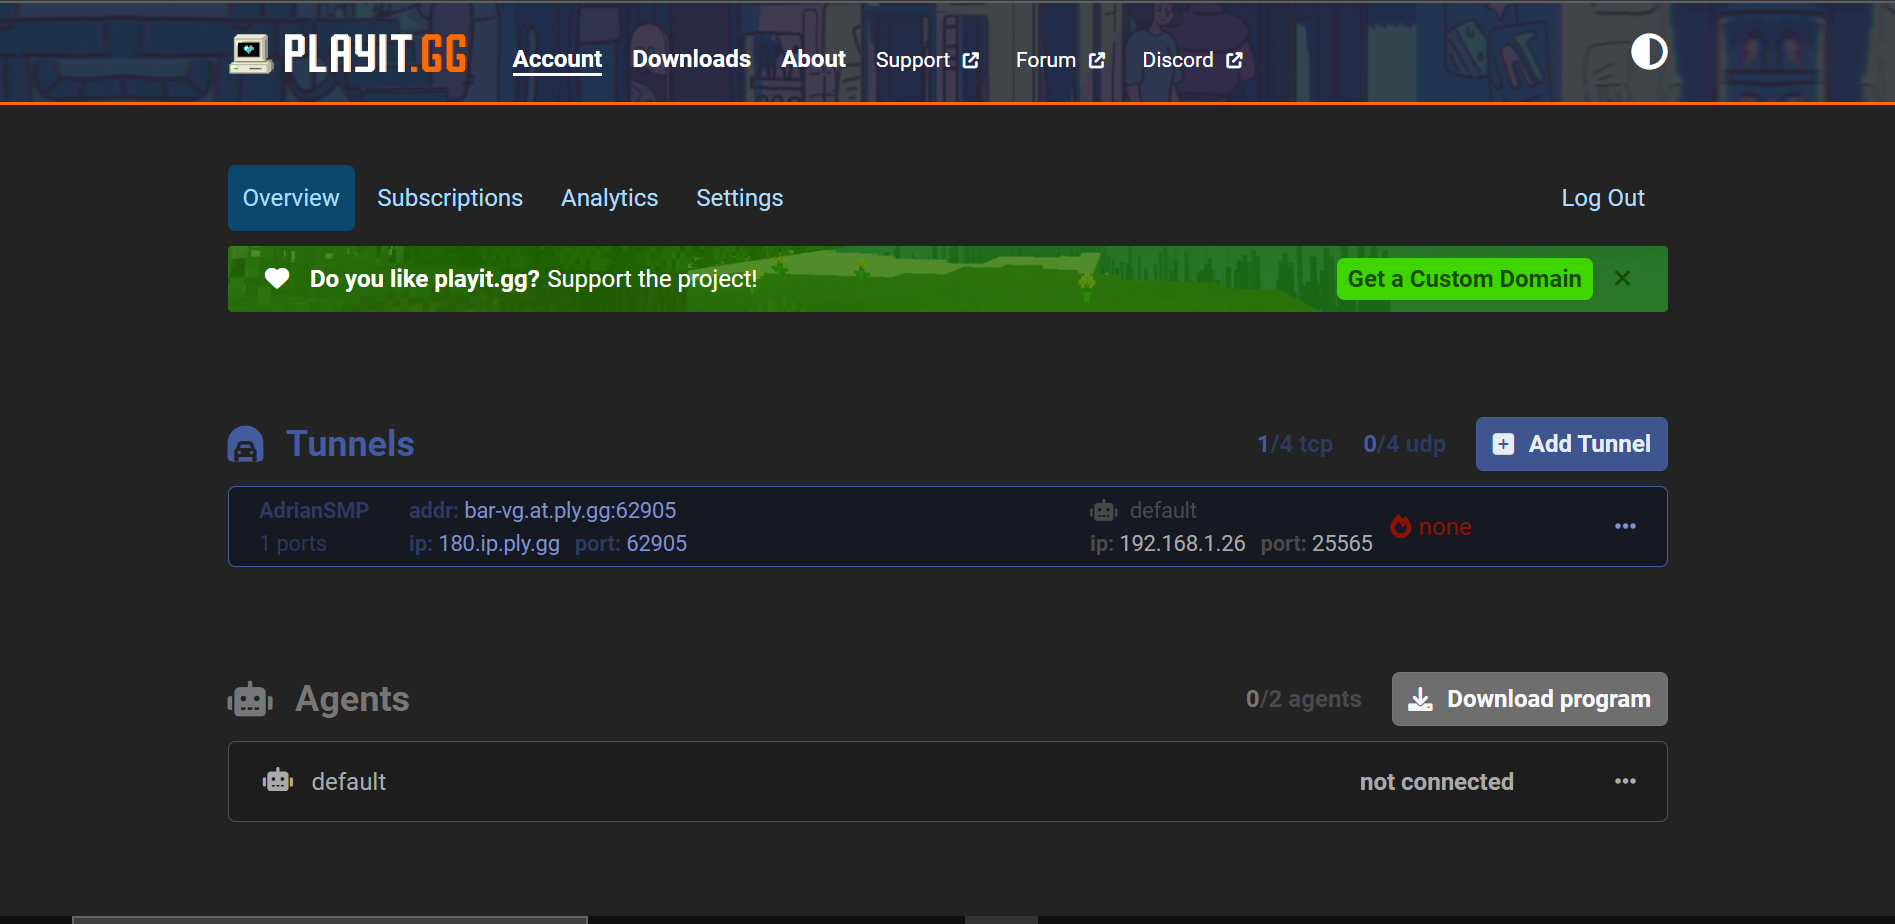 PLAYIT.GG Account Downloads About Support Forum Discord
Overview Subscriptions Analytics Settings Log Out
Do you like playit.gg? Support the project! Get a Custom Domain
Tunnels 1/4 tcp 0/4 udp Add Tunnel
AdrianSMP addr: bar-vg.at.ply.gg:62905 default
none
1 ports ip: 180.ip.ply.gg port: 62905 ip: 192.168.1.26 port: 25565
Agents 0/2 agents Download program
default not connected